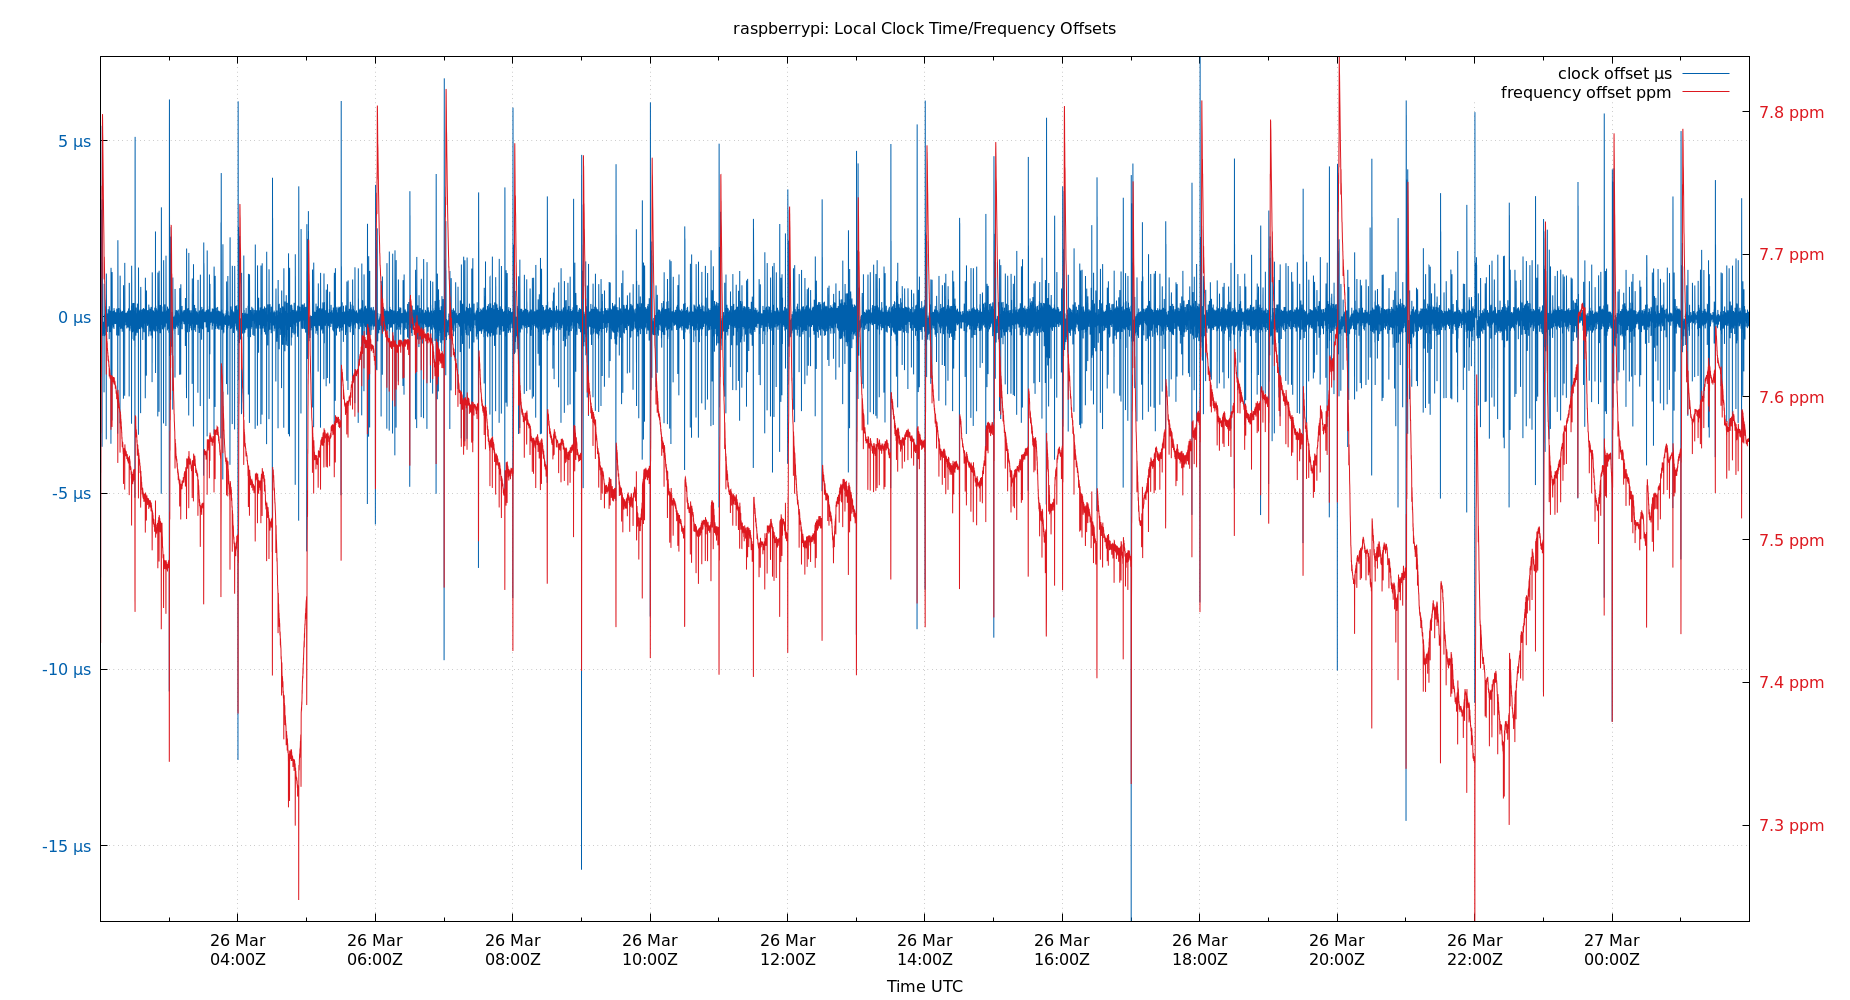 raspberrypi: Local Clock Time/Frequency Offsets
clock offset µs
frequency offset ppm
5 µs
0 µs
-5 µs
-10 µs
-15 µs
7.8 ppm
7.7 ppm
7.6 ppm
7.5 ppm
7.4 ppm
7.3 ppm
26 Mar
04:00Z
26 Mar
06:00Z
26 Mar
08:00Z
26 Mar
10:00Z
26 Mar
12:00Z
26 Mar
14:00Z
26 Mar
16:00Z
26 Mar
18:00Z
26 Mar
20:00Z
26 Mar
22:00Z
27 Mar
00:00Z
Time UTC